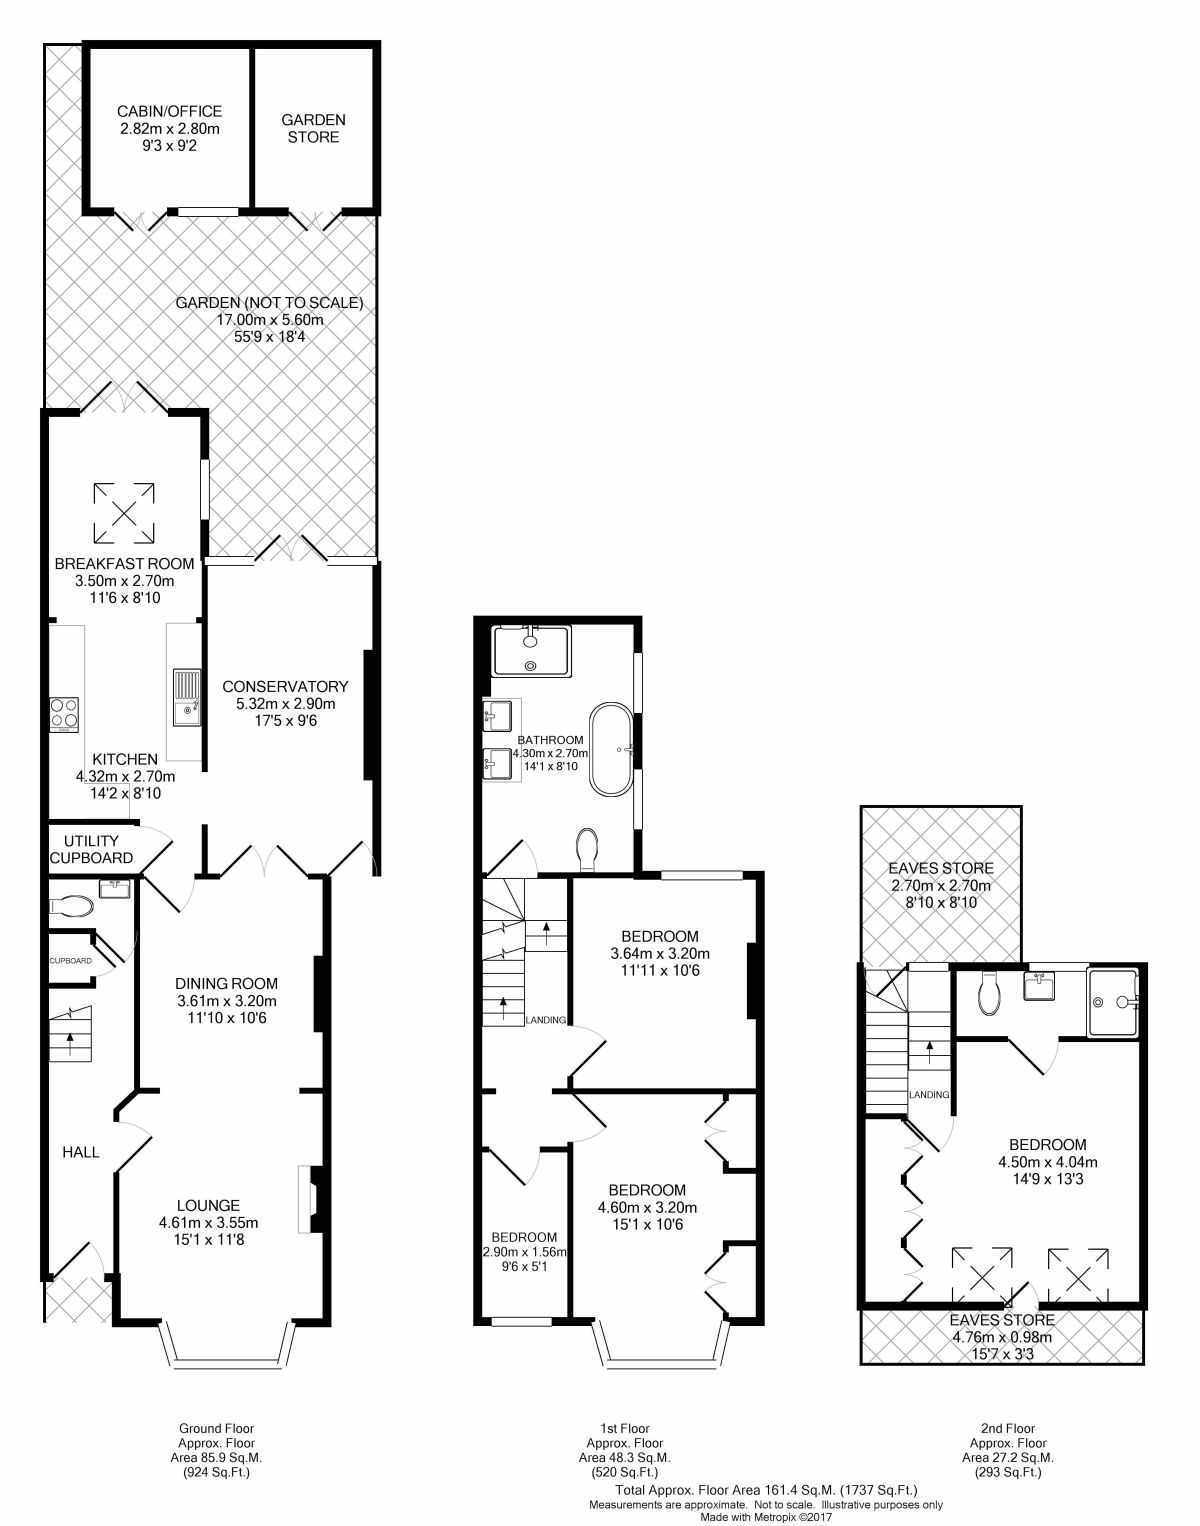 CABIN/OFFICE
2.82m x 2.80m
9'3 x 9'2
GARDEN
STORE
GARDEN (NOT TO SCALE)
17.00m x 5.60m
55'9 x 18'4
BREAKFAST ROOM
3.50m x 2.70m
11'6 x 8'10
CONSERVATORY
5.32m x 2.90m
17'5 x 9'6
KITCHEN
4.32m x 2.70m
14'2 x 8'10
UTILITY
CUPBOARD
CUPBOARD
DINING ROOM
3.61m x 3.20m
11'10 x 10'6
HALL
LOUNGE
4.61m x 3.55m
15'1 x 11'8
BATHROOM
4.30m x 2.70m
14'1 x 8'10
BEDROOM
3.64m x 3.20m
11'11 x 10'6
LANDING
BEDROOM
4.60m x 3.20m
15'1 x 10'6
BEDROOM
2.90m x 1.56m
9'6 x 5'1
EAVES STORE
2.70m x 2.70m
8'10 x 8'10
LANDING
BEDROOM
4.50m x 4.04m
14'9 x 13'3
EAVES STORE
4.76m x 0.98m
15'7 x 3'3
Ground Floor
Approx. Floor
Area 85.9 Sq.M.
(924 Sq.Ft.)
1st Floor
Approx. Floor
Area 48.3 Sq.M.
(520 Sq.Ft.)
2nd Floor
Approx. Floor
Area 27.2 Sq.M.
(293 Sq.Ft.)
Total Approx. Floor Area 161.4 Sq.M. (1737 Sq.Ft.)
Measurements are approximate. Not to scale. Illustrative purposes only
Made with Metropix ©2017